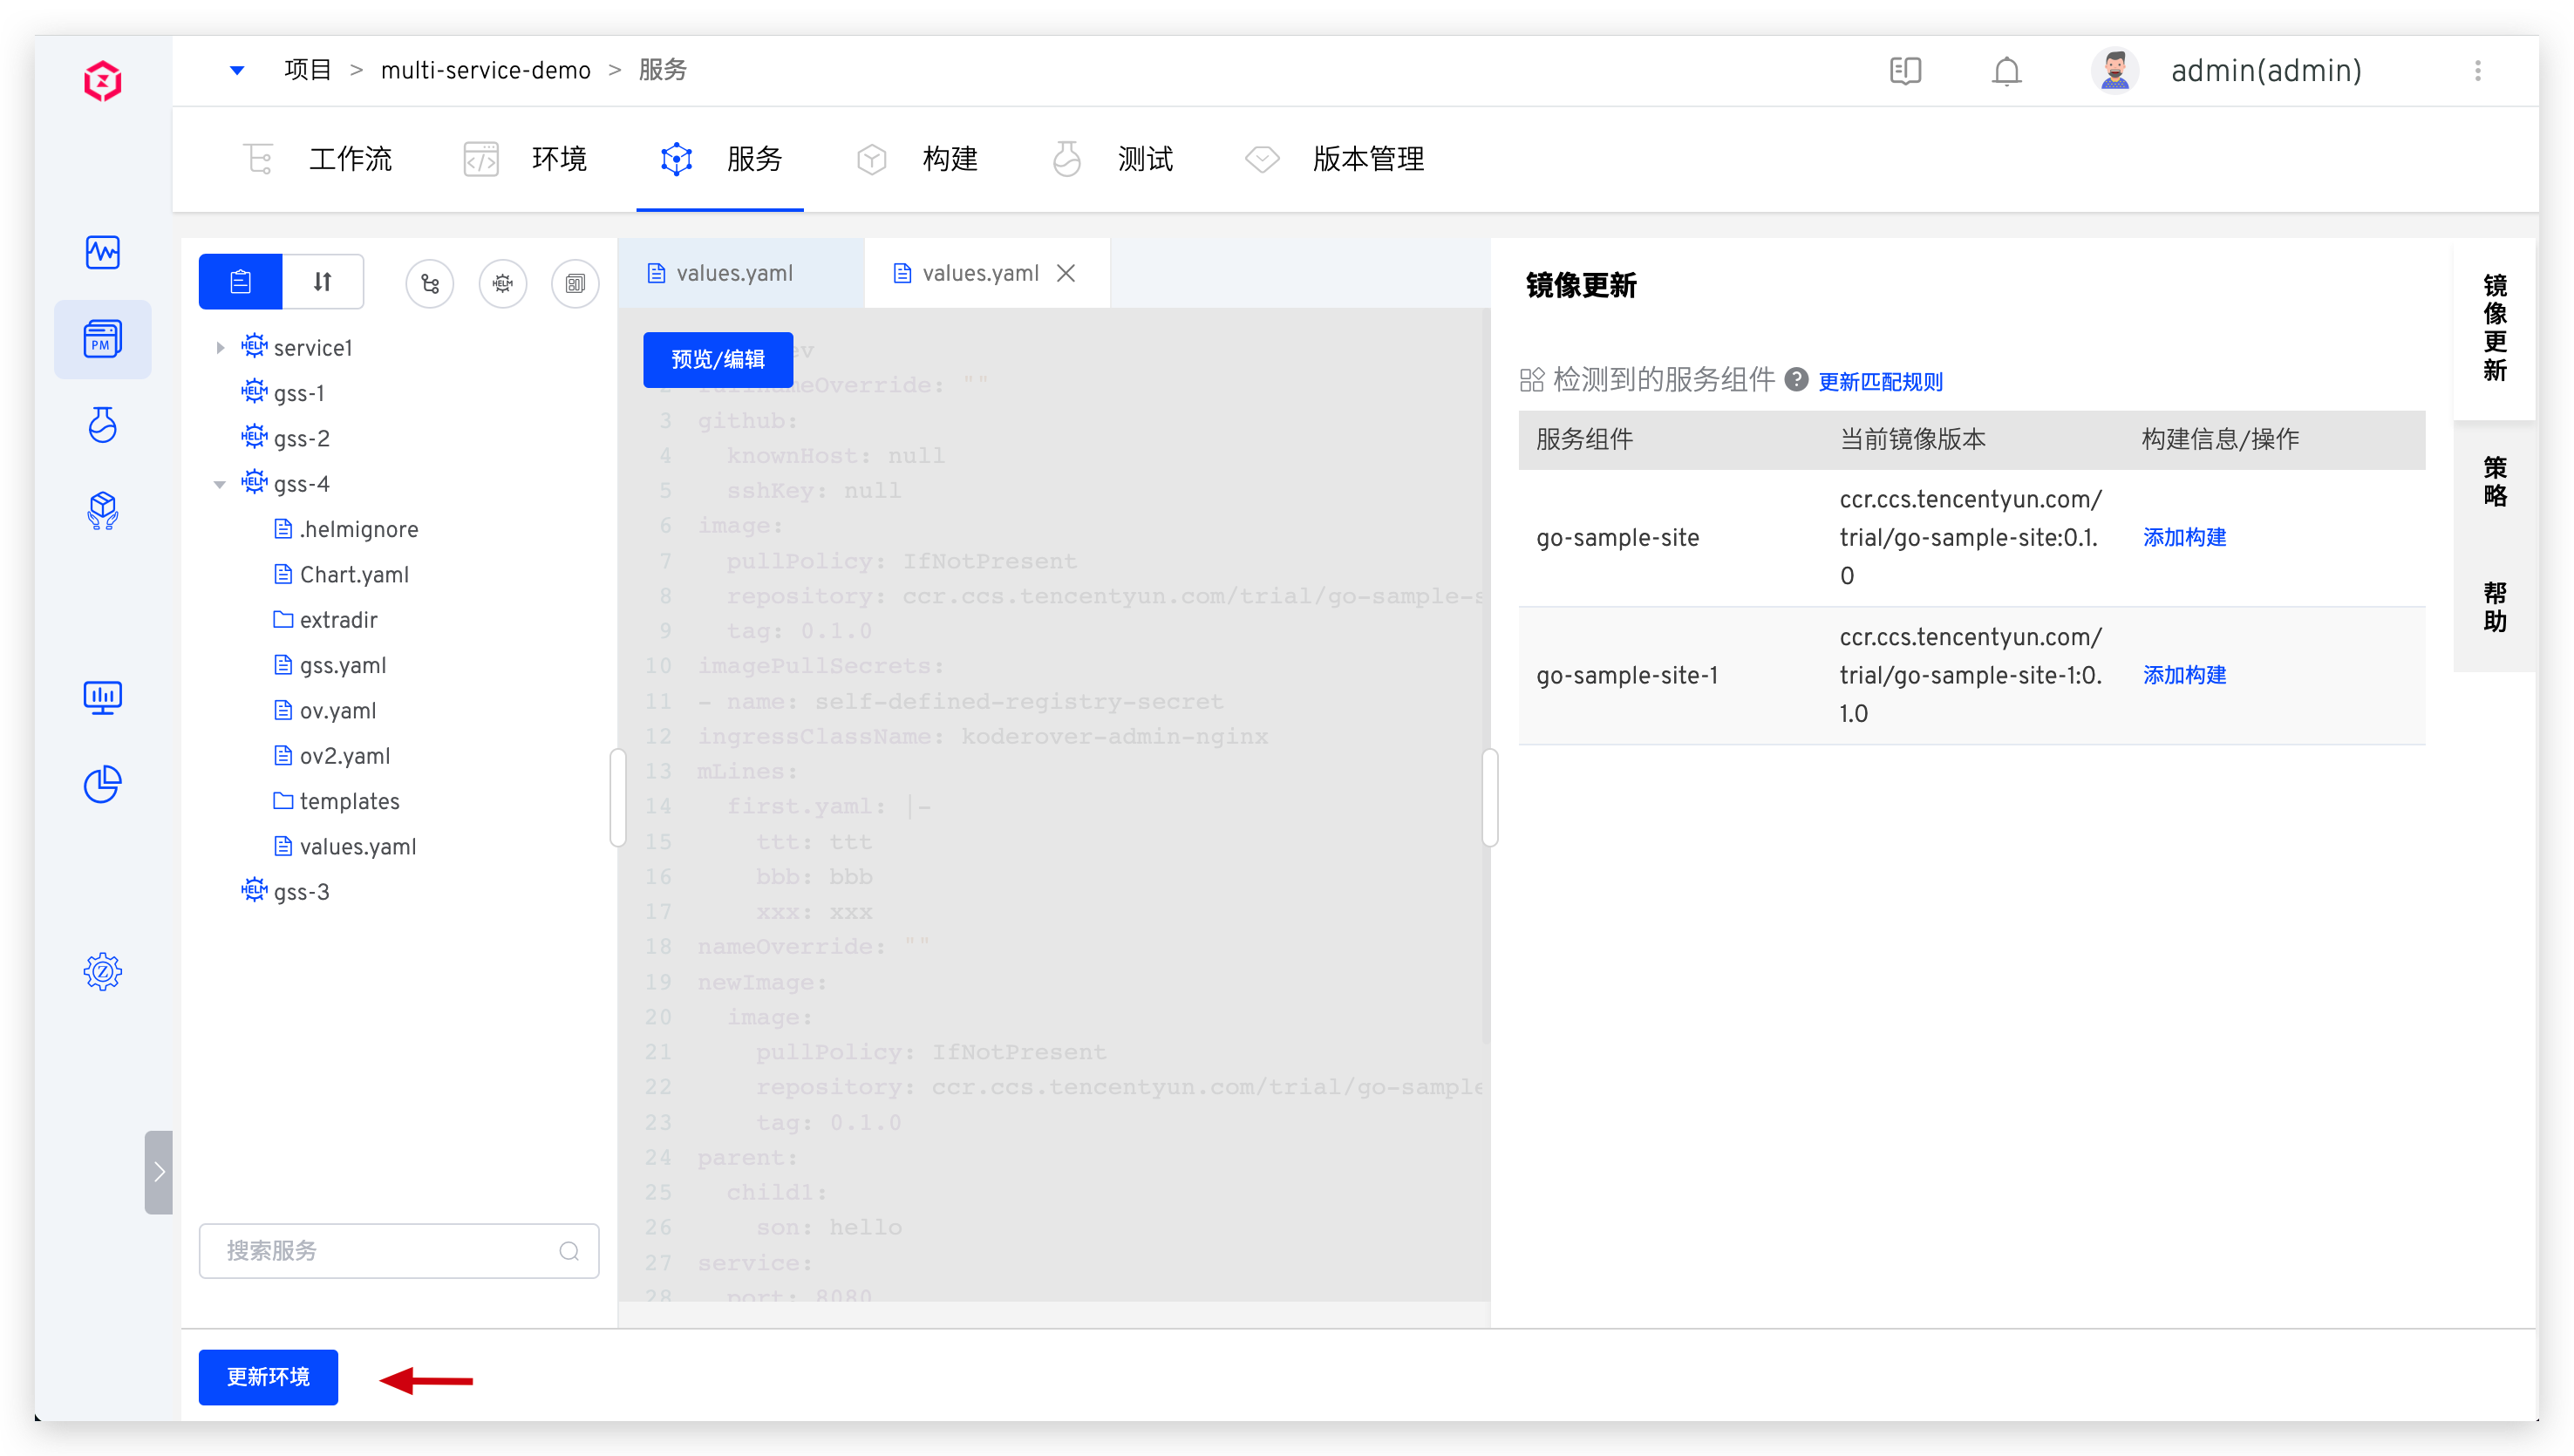 项目 > multi-service-demo > 服务
admin(admin)
工作流 环境 服务 构建 测试 版本管理
PM
HELM
HELM service1
HELM gss-1
HELM gss-2
HELM gss-4
.helmignore
Chart.yaml
extradir
gss.yaml
ov.yaml
ov2.yaml
templates
values.yaml
HELM gss-3
搜索服务
更新环境
values.yaml values.yaml
预览/编辑
3 github:
4 knownHost: null
5 sshKey: null
6 image:
7 pullPolicy: IfNotPresent
8 repository: ccr.ccs.tencentyun.com/trial/go-sample-s
9 tag: 0.1.0
10 imagePullSecrets:
11 - name: self-defined-registry-secret
12 ingressClassName: koderover-admin-nginx
13 mLines:
14 first.yaml: |-
15 ttt: ttt
16 bbb: bbb
17 xxx: xxx
18 nameOverride: ""
19 newImage:
20 image:
21 pullPolicy: IfNotPresent
22 repository: ccr.ccs.tencentyun.com/trial/go-sample
23 tag: 0.1.0
24 parent:
25 child1:
26 son: hello
27 service:
28 port: 8080
镜像更新
检测到的服务组件 ? 更新匹配规则
服务组件 当前镜像版本 构建信息/操作
go-sample-site ccr.ccs.tencentyun.com/
trial/go-sample-site:0.1.
0
添加构建
go-sample-site-1 ccr.ccs.tencentyun.com/
trial/go-sample-site-1:0.
1.0
添加构建
镜像更新
策略
帮助